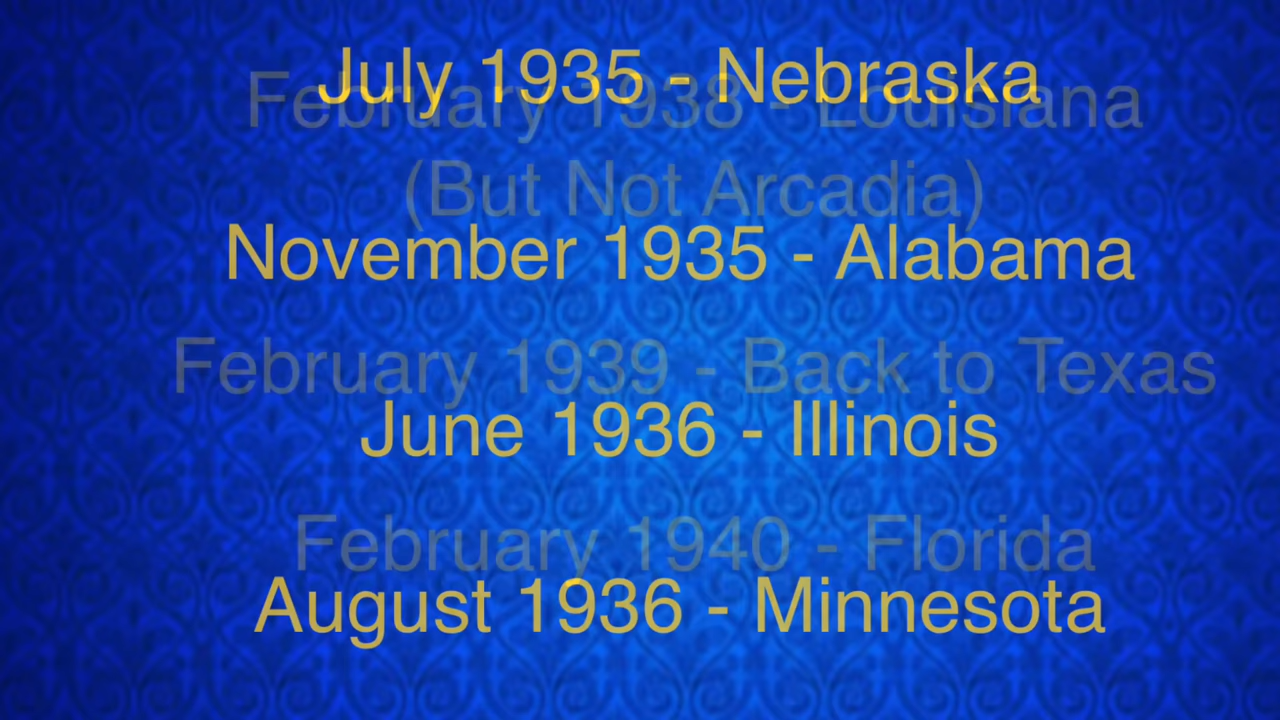 July 1935 - Nebraska
February 1938 - Louisiana
(But Not Arcadia)
November 1935 - Alabama
February 1939 - Back to Texas
June 1936 - Illinois
February 1940 - Florida
August 1936 - Minnesota